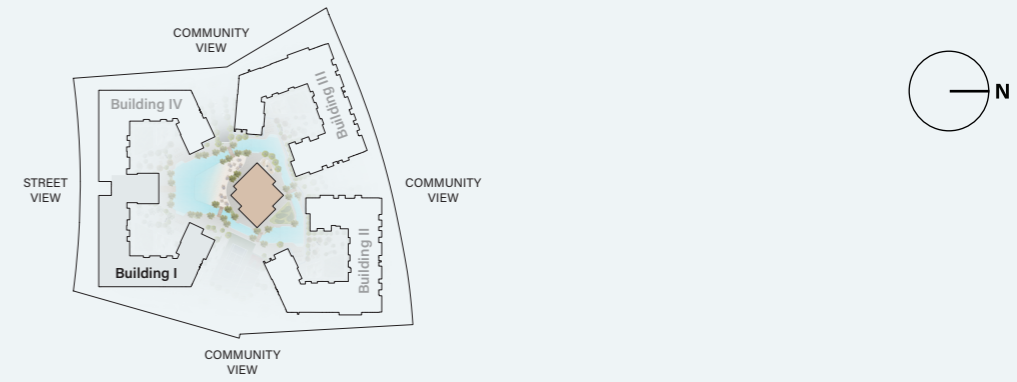 COMMUNITY
VIEW
Building IV
Building III
STREET
VIEW
COMMUNITY
VIEW
Building I
Building II
COMMUNITY
VIEW
N